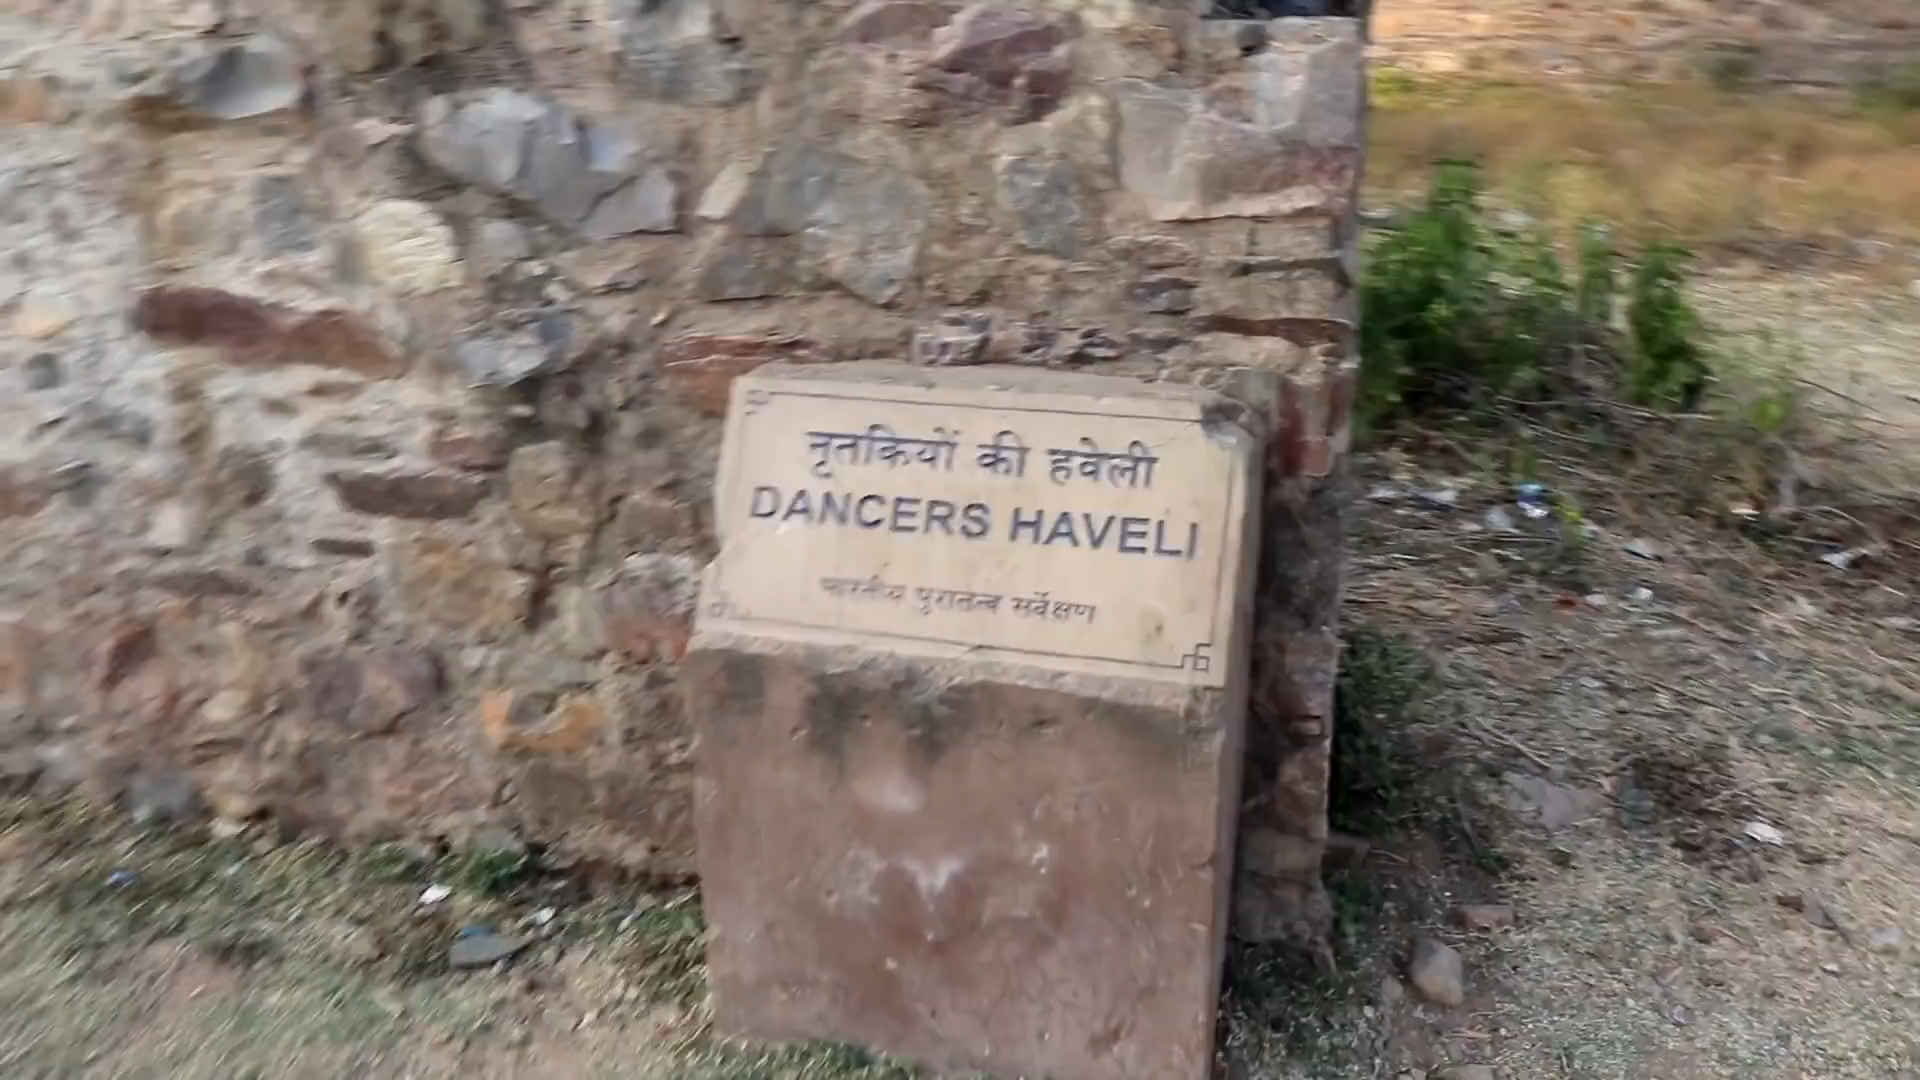 नृतकियों की हवेली
DANCERS HAVELI
भारतीय पुरातत्व सर्वेक्षण